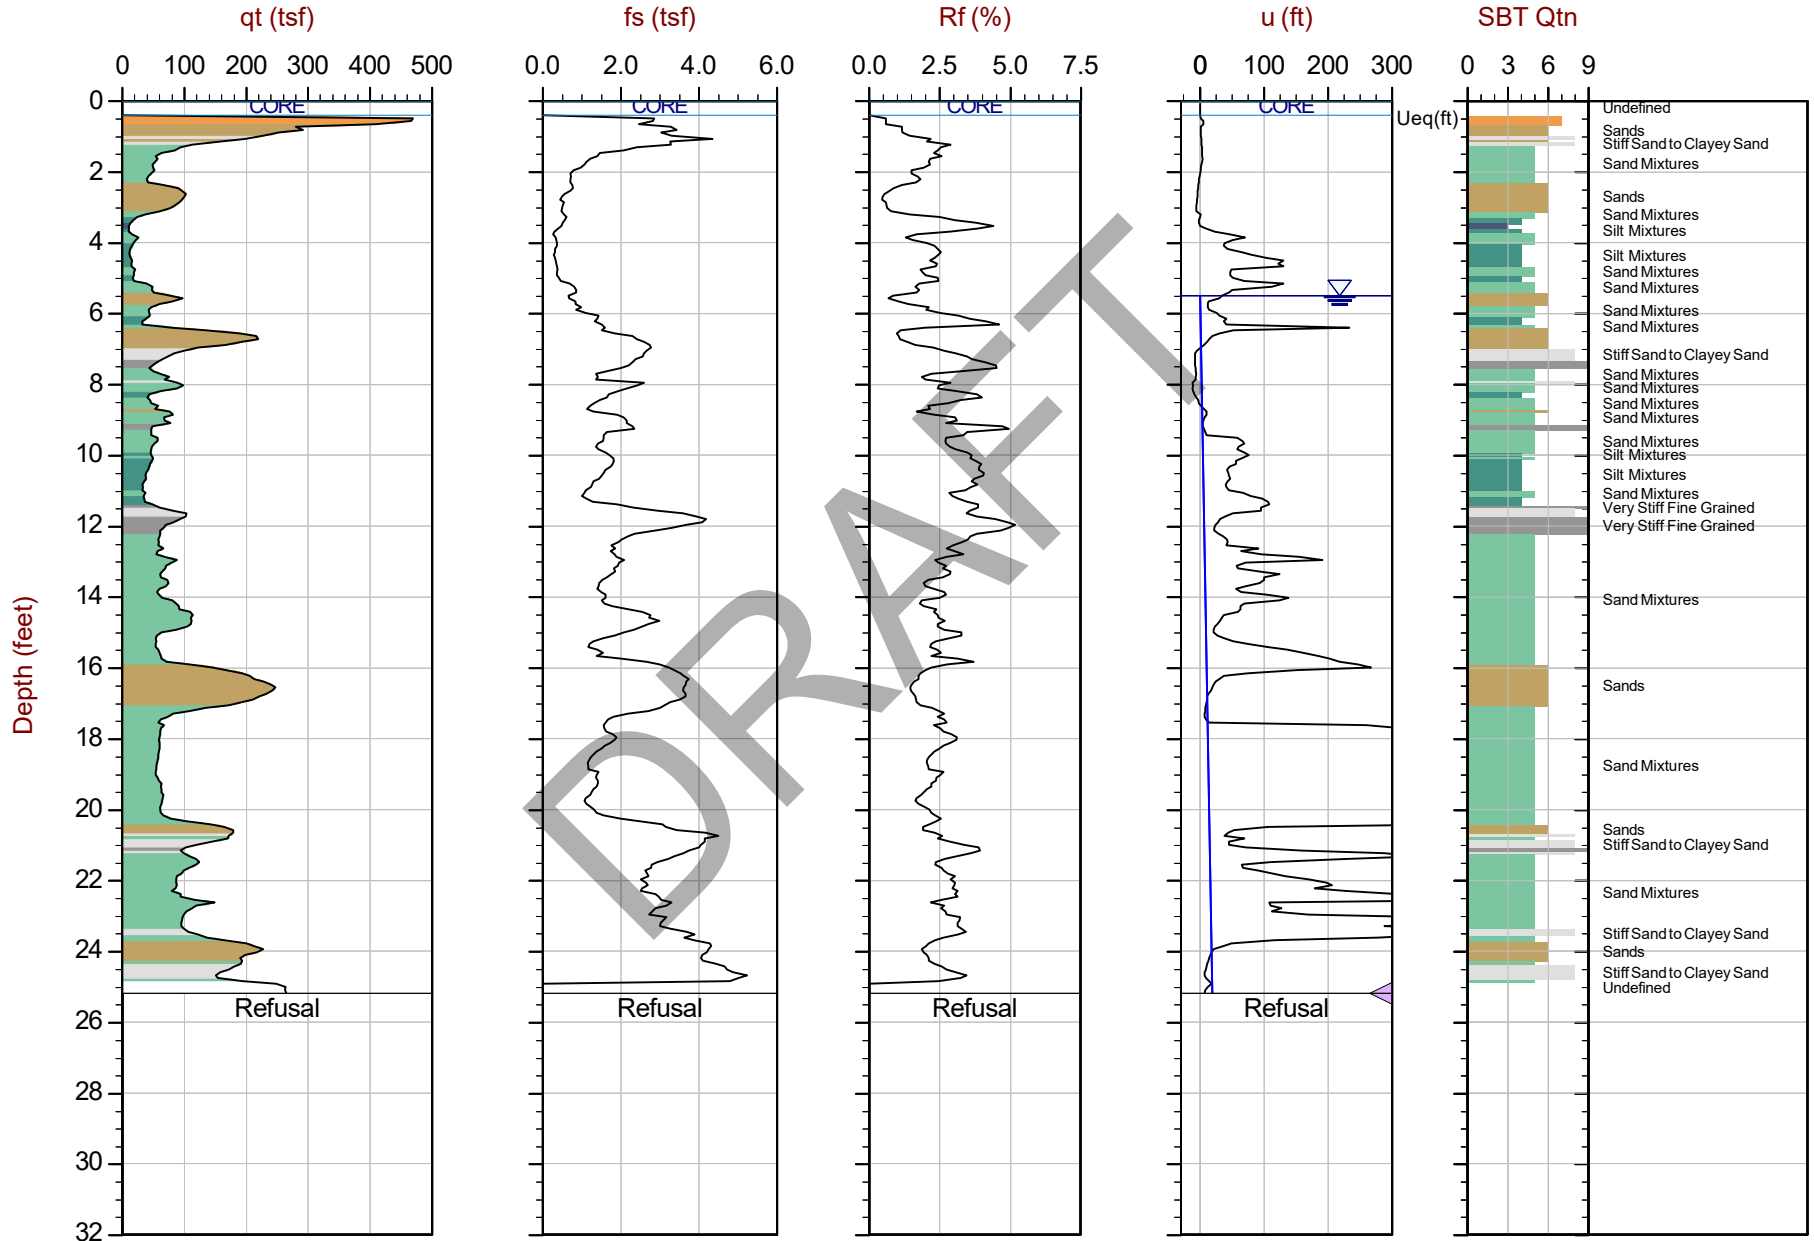 qt (tsf) fs (tsf) Rf (%) u (ft) SBT Qtn
0 100 200 300 400 500 0.0 2.0 4.0 6.0 0.0 2.5 5.0 7.5 0 100 200 300 0 3 6 9
CORE CORE CORE CORE
Ueq(ft)
0
2
4
6
8
10
12
14
16
18
20
22
24
26
28
30
32
Depth (feet)
Undefined
Sands
Stiff Sand to Clayey Sand
Sand Mixtures
Sands
Sand Mixtures
Silt Mixtures
Silt Mixtures
Sand Mixtures
Sand Mixtures
Sand Mixtures
Sand Mixtures
Stiff Sand to Clayey Sand
Sand Mixtures
Sand Mixtures
Sand Mixtures
Sand Mixtures
Sand Mixtures
Silt Mixtures
Silt Mixtures
Sand Mixtures
Very Stiff Fine Grained
Very Stiff Fine Grained
Sand Mixtures
Sands
Sand Mixtures
Sands
Stiff Sand to Clayey Sand
Sand Mixtures
Stiff Sand to Clayey Sand
Sands
Stiff Sand to Clayey Sand
Undefined
Refusal Refusal Refusal Refusal
DRAFT